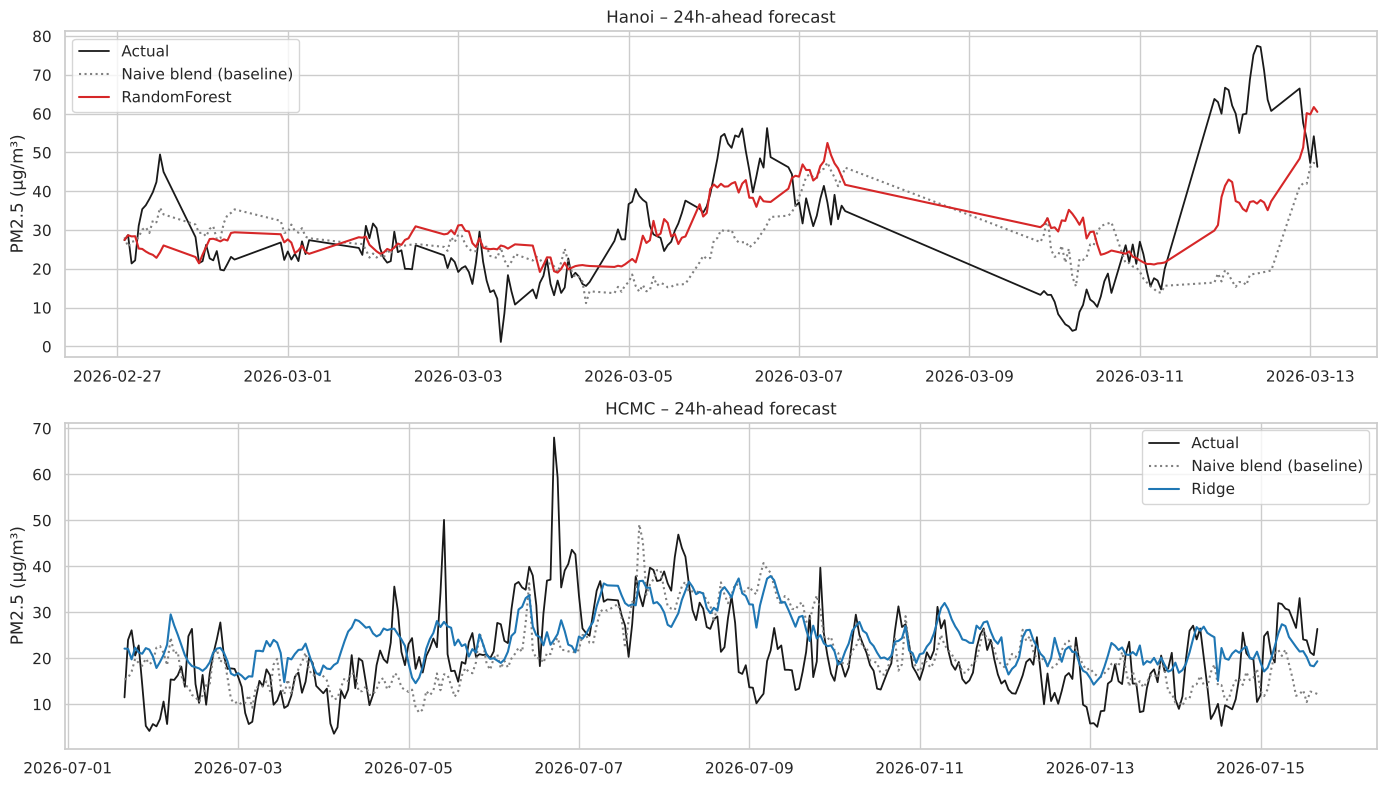 Hanoi – 24h-ahead forecast
Actual
Naive blend (baseline)
RandomForest
PM2.5 (µg/m³)
80
70
60
50
40
30
20
10
0
2026-02-27 2026-03-01 2026-03-03 2026-03-05 2026-03-07 2026-03-09 2026-03-11 2026-03-13
HCMC – 24h-ahead forecast
Actual
Naive blend (baseline)
Ridge
PM2.5 (µg/m³)
70
60
50
40
30
20
10
2026-07-01 2026-07-03 2026-07-05 2026-07-07 2026-07-09 2026-07-11 2026-07-13 2026-07-15